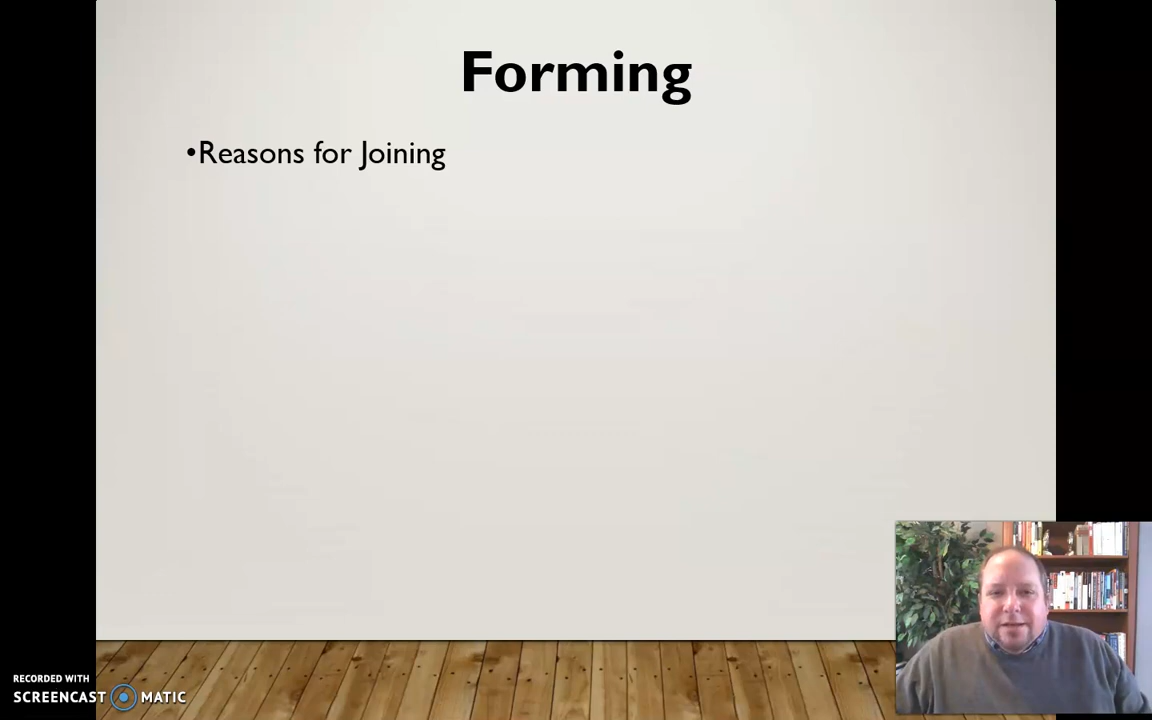 Forming
•Reasons for Joining
RECORDED WITH
SCREENCAST MATIC